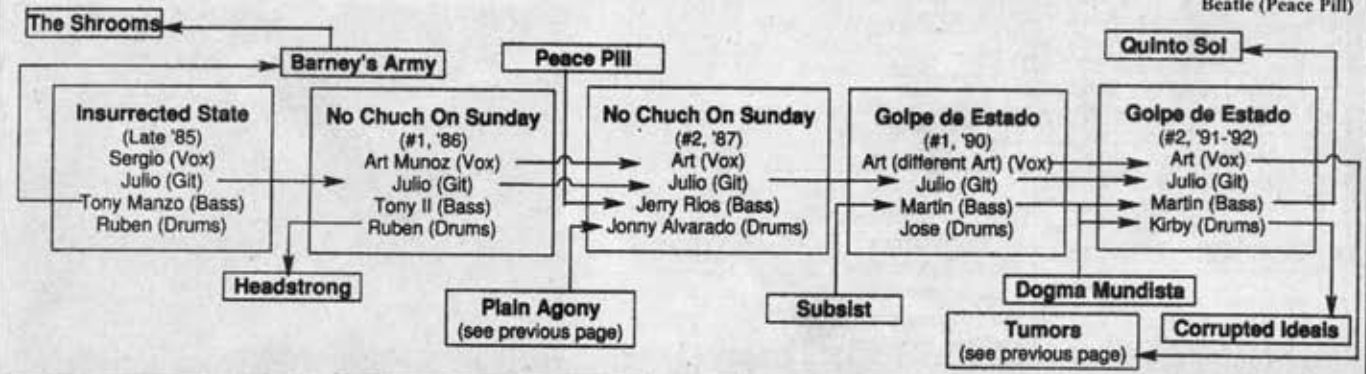 Beatle (Peace Pill)
The Shrooms
Barney's Army
Peace Pill
Quinto Sol
Insurrected State
(Late '85)
Sergio (Vox)
Julio (Git)
Tony Manzo (Bass)
Ruben (Drums)
No Chuch On Sunday
(#1, '86)
Art Munoz (Vox)
Julio (Git)
Tony II (Bass)
Ruben (Drums)
No Chuch On Sunday
(#2, '87)
Art (Vox)
Julio (Git)
Jerry Rios (Bass)
Jonny Alvarado (Drums)
Golpe de Estado
(#1, '90)
Art (different Art) (Vox)
Julio (Git)
Martin (Bass)
Jose (Drums)
Golpe de Estado
(#2, '91-'92)
Art (Vox)
Julio (Git)
Martin (Bass)
Kirby (Drums)
Headstrong
Plain Agony
(see previous page)
Subsist
Dogma Mundista
Tumors
(see previous page)
Corrupted Ideals